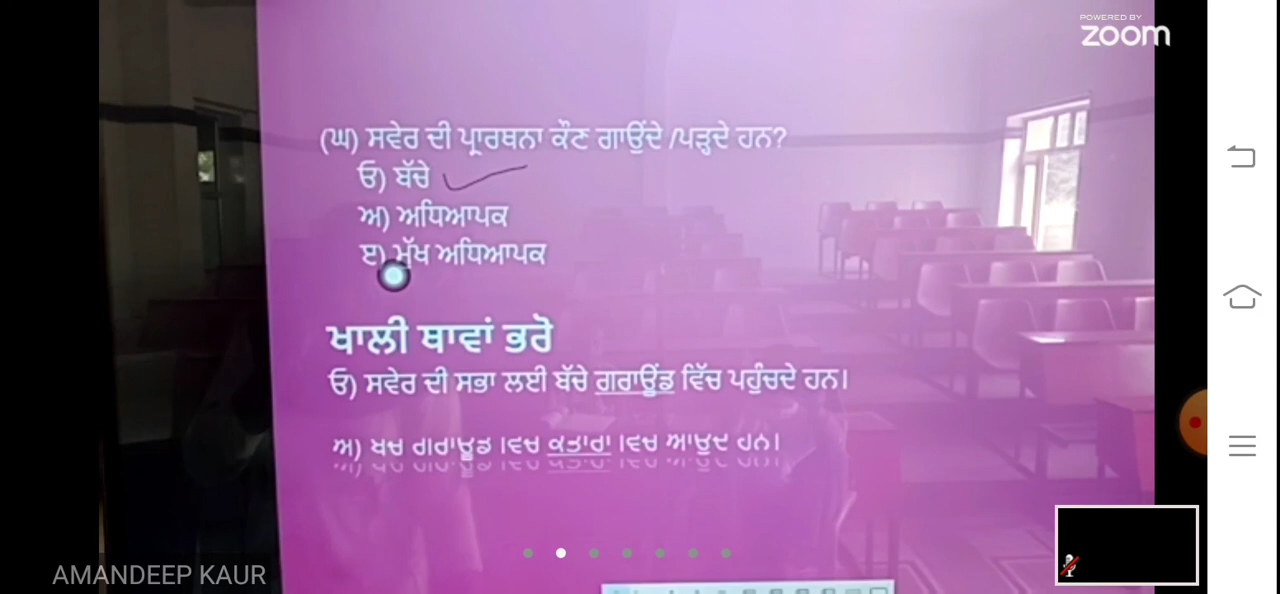 POWERED BY
zoom
(ਘ) ਸਵੇਰ ਦੀ ਪ੍ਰਾਰਥਨਾ ਕੌਣ ਗਾਉਂਦੇ /ਪੜ੍ਹਦੇ ਹਨ?
ੳ) ਬੱਚੇ
ਅ) ਅਧਿਆਪਕ
ੲ) ਮੁੱਖ ਅਧਿਆਪਕ
ਖਾਲੀ ਥਾਵਾਂ ਭਰੋ
ੳ) ਸਵੇਰ ਦੀ ਸਭਾ ਲਈ ਬੱਚੇ ਗਰਾਊਂਡ ਵਿੱਚ ਪਹੁੰਚਦੇ ਹਨ।
ਅ) ਬੱਚੇ ਗਰਾਊਂਡ ਵਿੱਚ ਕਤਾਰਾਂ ਵਿੱਚ ਆਉਂਦੇ ਹਨ।
AMANDEEP KAUR